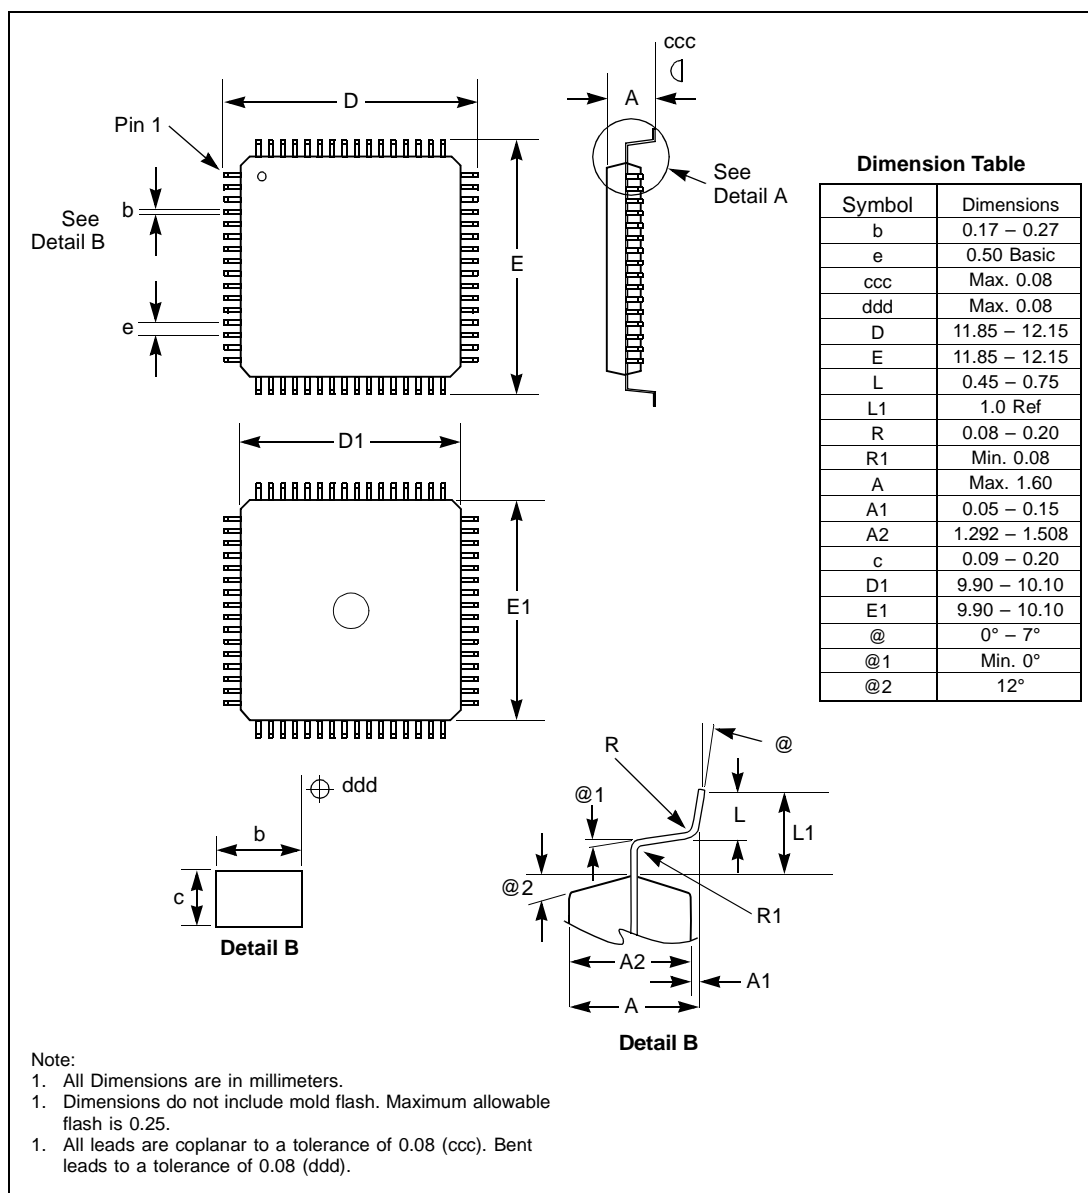 ccc
D
A
Pin 1
See
Detail A
b
See
Detail B
E
e
Dimension Table
Symbol Dimensions
b 0.17 – 0.27
e 0.50 Basic
ccc Max. 0.08
ddd Max. 0.08
D 11.85 – 12.15
E 11.85 – 12.15
L 0.45 – 0.75
L1 1.0 Ref
R 0.08 – 0.20
R1 Min. 0.08
A Max. 1.60
A1 0.05 – 0.15
A2 1.292 – 1.508
c 0.09 – 0.20
D1 9.90 – 10.10
E1 9.90 – 10.10
@ 0° – 7°
@1 Min. 0°
@2 12°
D1
E1
ddd
b
c
Detail B
R
@
@1
L
L1
@2
R1
A2
A1
A
Detail B
Note:
1. All Dimensions are in millimeters.
1. Dimensions do not include mold flash. Maximum allowable
flash is 0.25.
1. All leads are coplanar to a tolerance of 0.08 (ccc). Bent
leads to a tolerance of 0.08 (ddd).